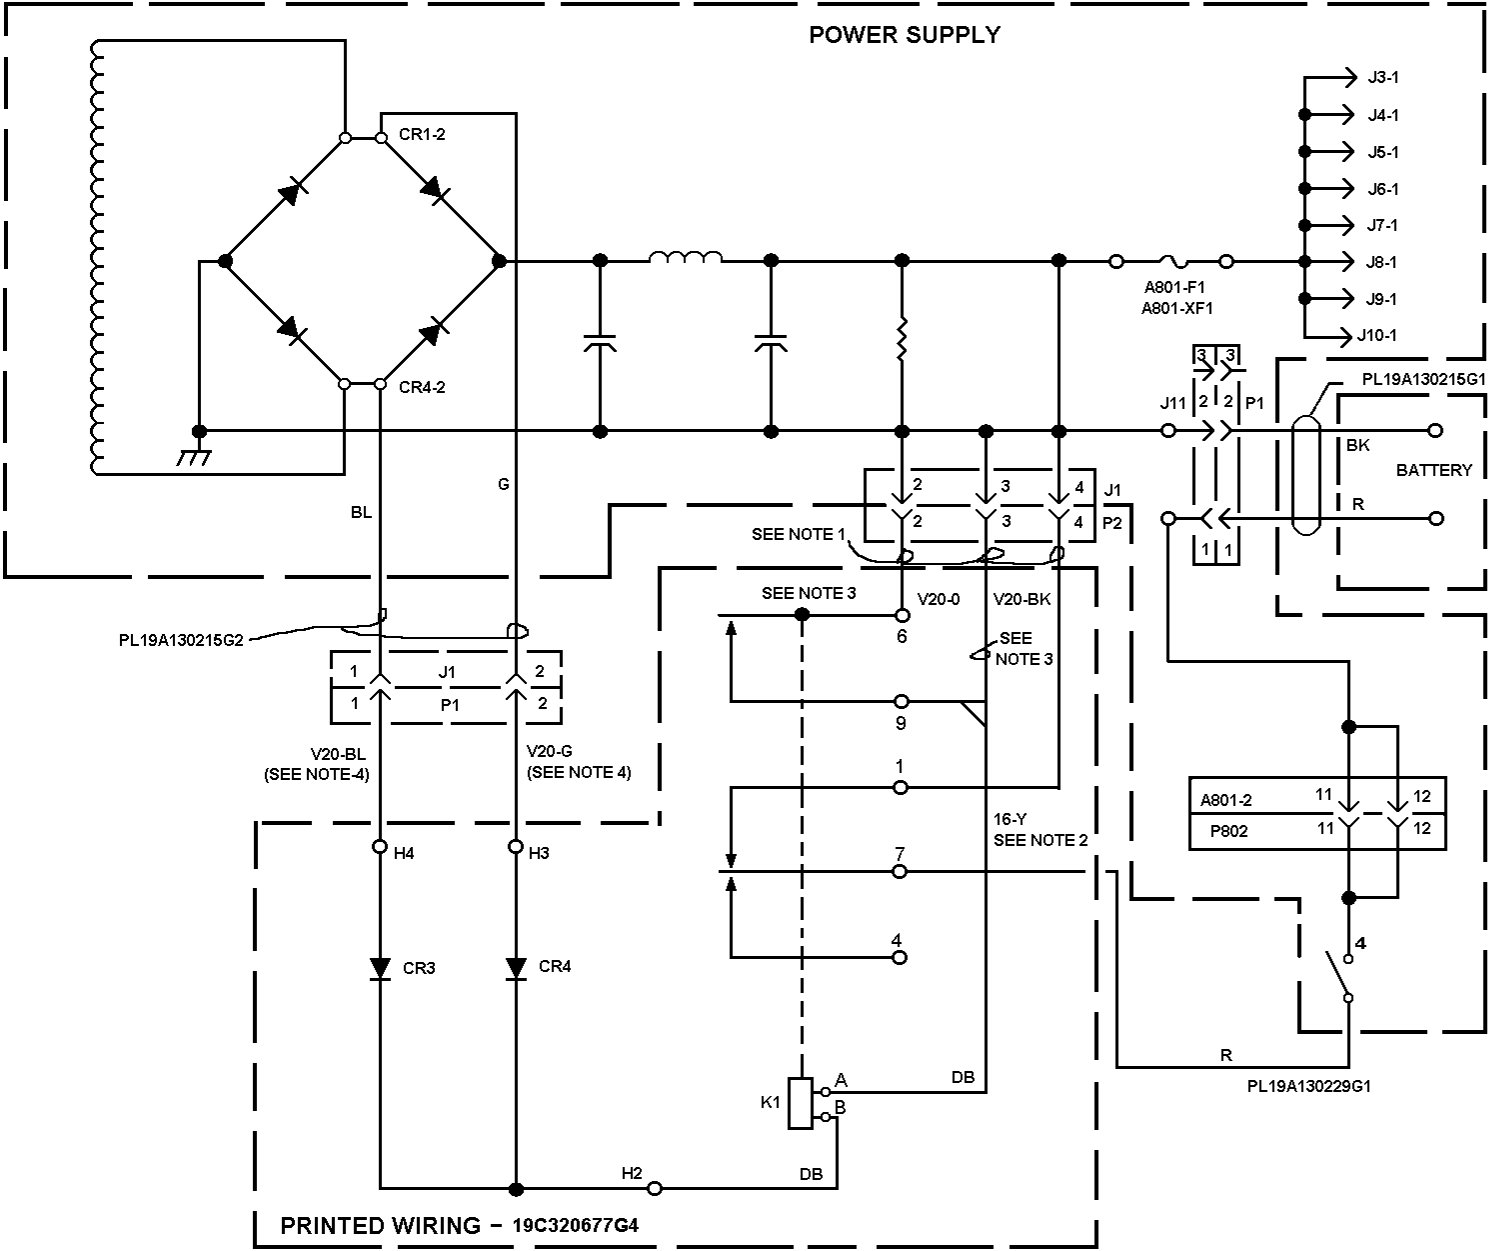 POWER SUPPLY
J3-1
J4-1
CR1-2
J5-1
J6-1
J7-1
J8-1
A801-F1
A801-XF1
J9-1
J10-1
3 3
PL19A130215G1
CR4-2
J11 2 2 P1
BK
BATTERY
G
BL
2 3 4 J1
R
2 3 4 P2
SEE NOTE 1
1 1
SEE NOTE 3
V20-0
V20-BK
PL19A130215G2
6
SEE
NOTE 3
1 J1 2
1 P1 2
9
V20-BL
(SEE NOTE-4)
V20-G
(SEE NOTE 4)
1
A801-2 11 12
P802 11 12
16-Y
SEE NOTE 2
H4
H3
7
4
4
CR3
CR4
R
PL19A130229G1
A
DB
K1
B
H2
DB
PRINTED WIRING - 19C320677G4